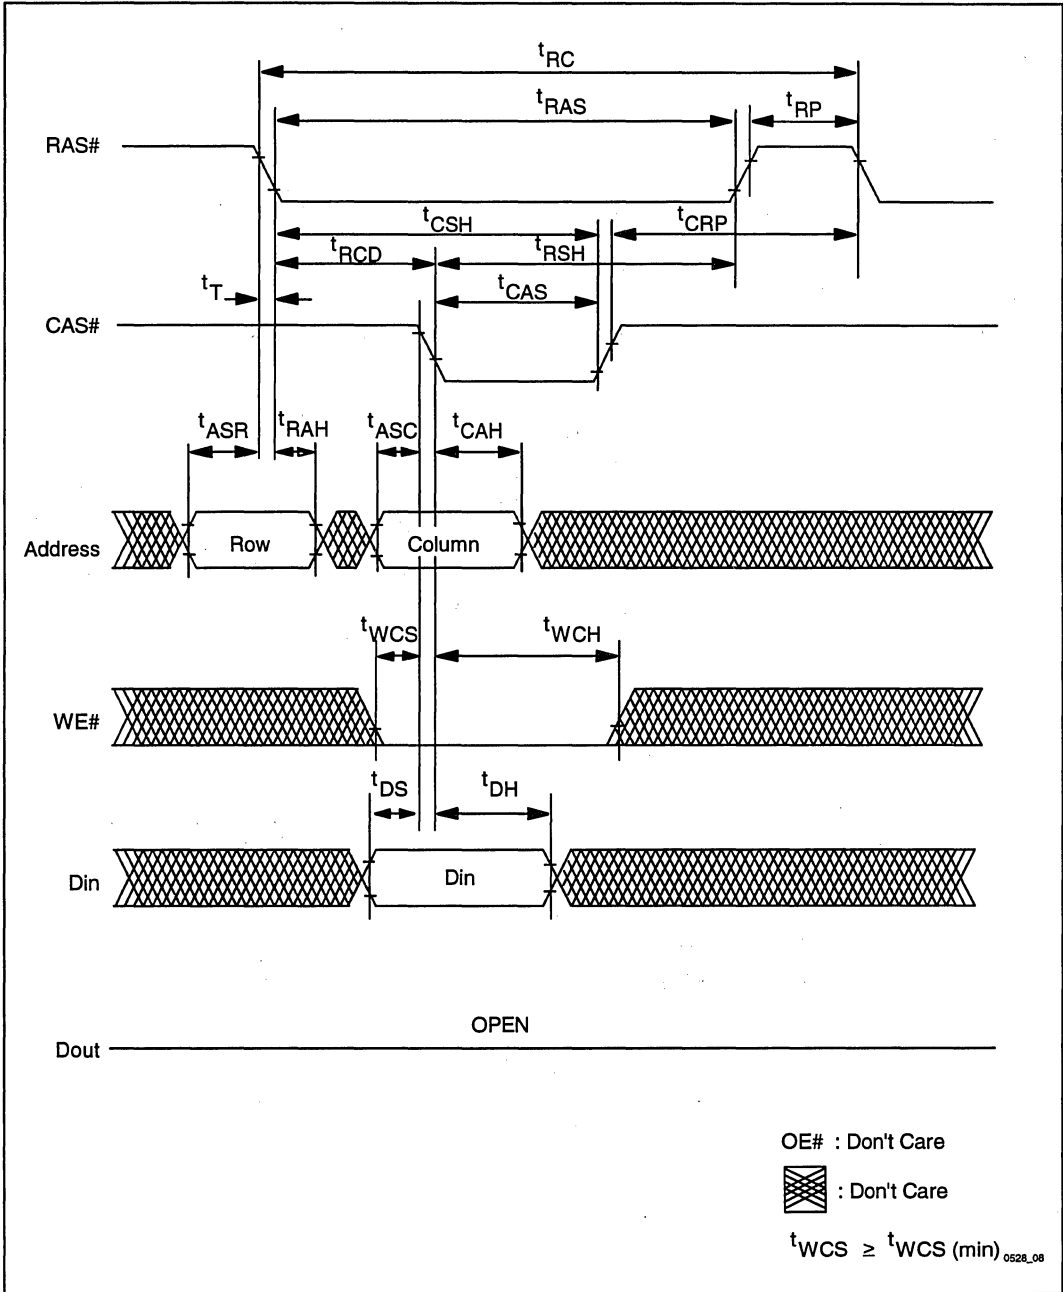 tRC
tRAS
tRP
RAS#
tCSH
tCRP
tRCD
tRSH
tT
tCAS
CAS#
tASR
tRAH
tASC
tCAH
Address
Row
Column
tWCS
tWCH
WE#
tDS
tDH
Din
Din
OPEN
Dout
OE# : Don't Care
: Don't Care
tWCS ≥ tWCS (min) 0528_08